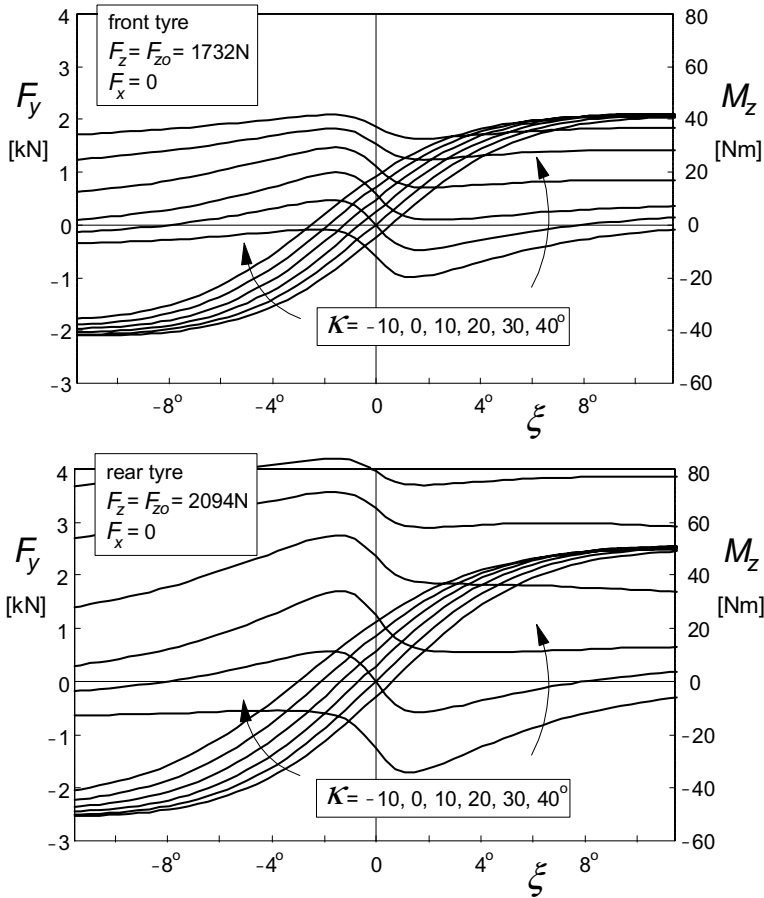 front tyre
F_z = F_zo = 1732N
F_x = 0
F_y
[kN]
M_z
[Nm]
4
3
2
1
0
-1
-2
-3
80
60
40
20
0
-20
-40
-60
κ = -10, 0, 10, 20, 30, 40°
-8° -4° 0 4° 8°
ξ
rear tyre
F_z = F_zo = 2094N
F_x = 0
F_y
[kN]
M_z
[Nm]
4
3
2
1
0
-1
-2
-3
80
60
40
20
0
-20
-40
-60
κ = -10, 0, 10, 20, 30, 40°
-8° -4° 0 4° 8°
ξ